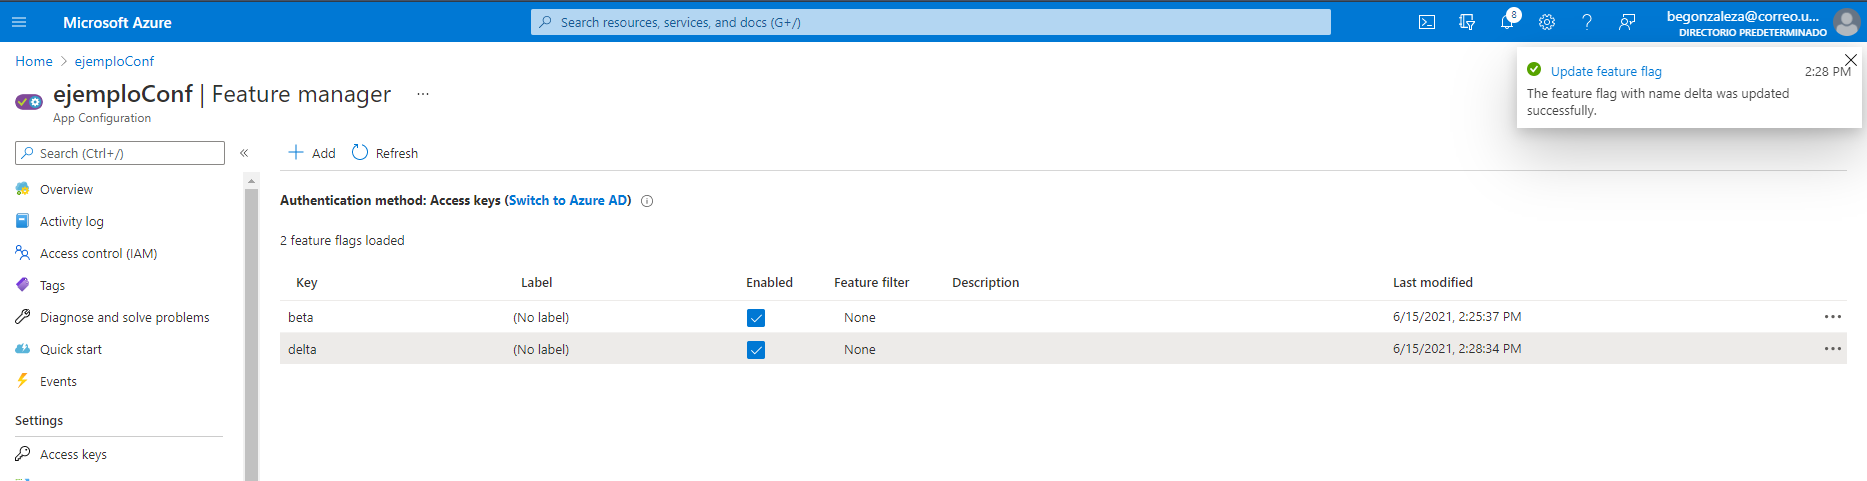 Microsoft Azure
Search resources, services, and docs (G+/)
8
begonzaleza@correo.u...
DIRECTORIO PREDETERMINADO
Home > ejemploConf
Update feature flag 2:28 PM
The feature flag with name delta was updated
successfully.
ejemploConf | Feature manager ...
App Configuration
Search (Ctrl+/) «
Add Refresh
Overview
Activity log
Access control (IAM)
Tags
Diagnose and solve problems
Quick start
Events
Settings
Access keys
Authentication method: Access keys (Switch to Azure AD)
2 feature flags loaded
Key Label Enabled Feature filter Description Last modified
beta (No label) None 6/15/2021, 2:25:37 PM ...
delta (No label) None 6/15/2021, 2:28:34 PM ...